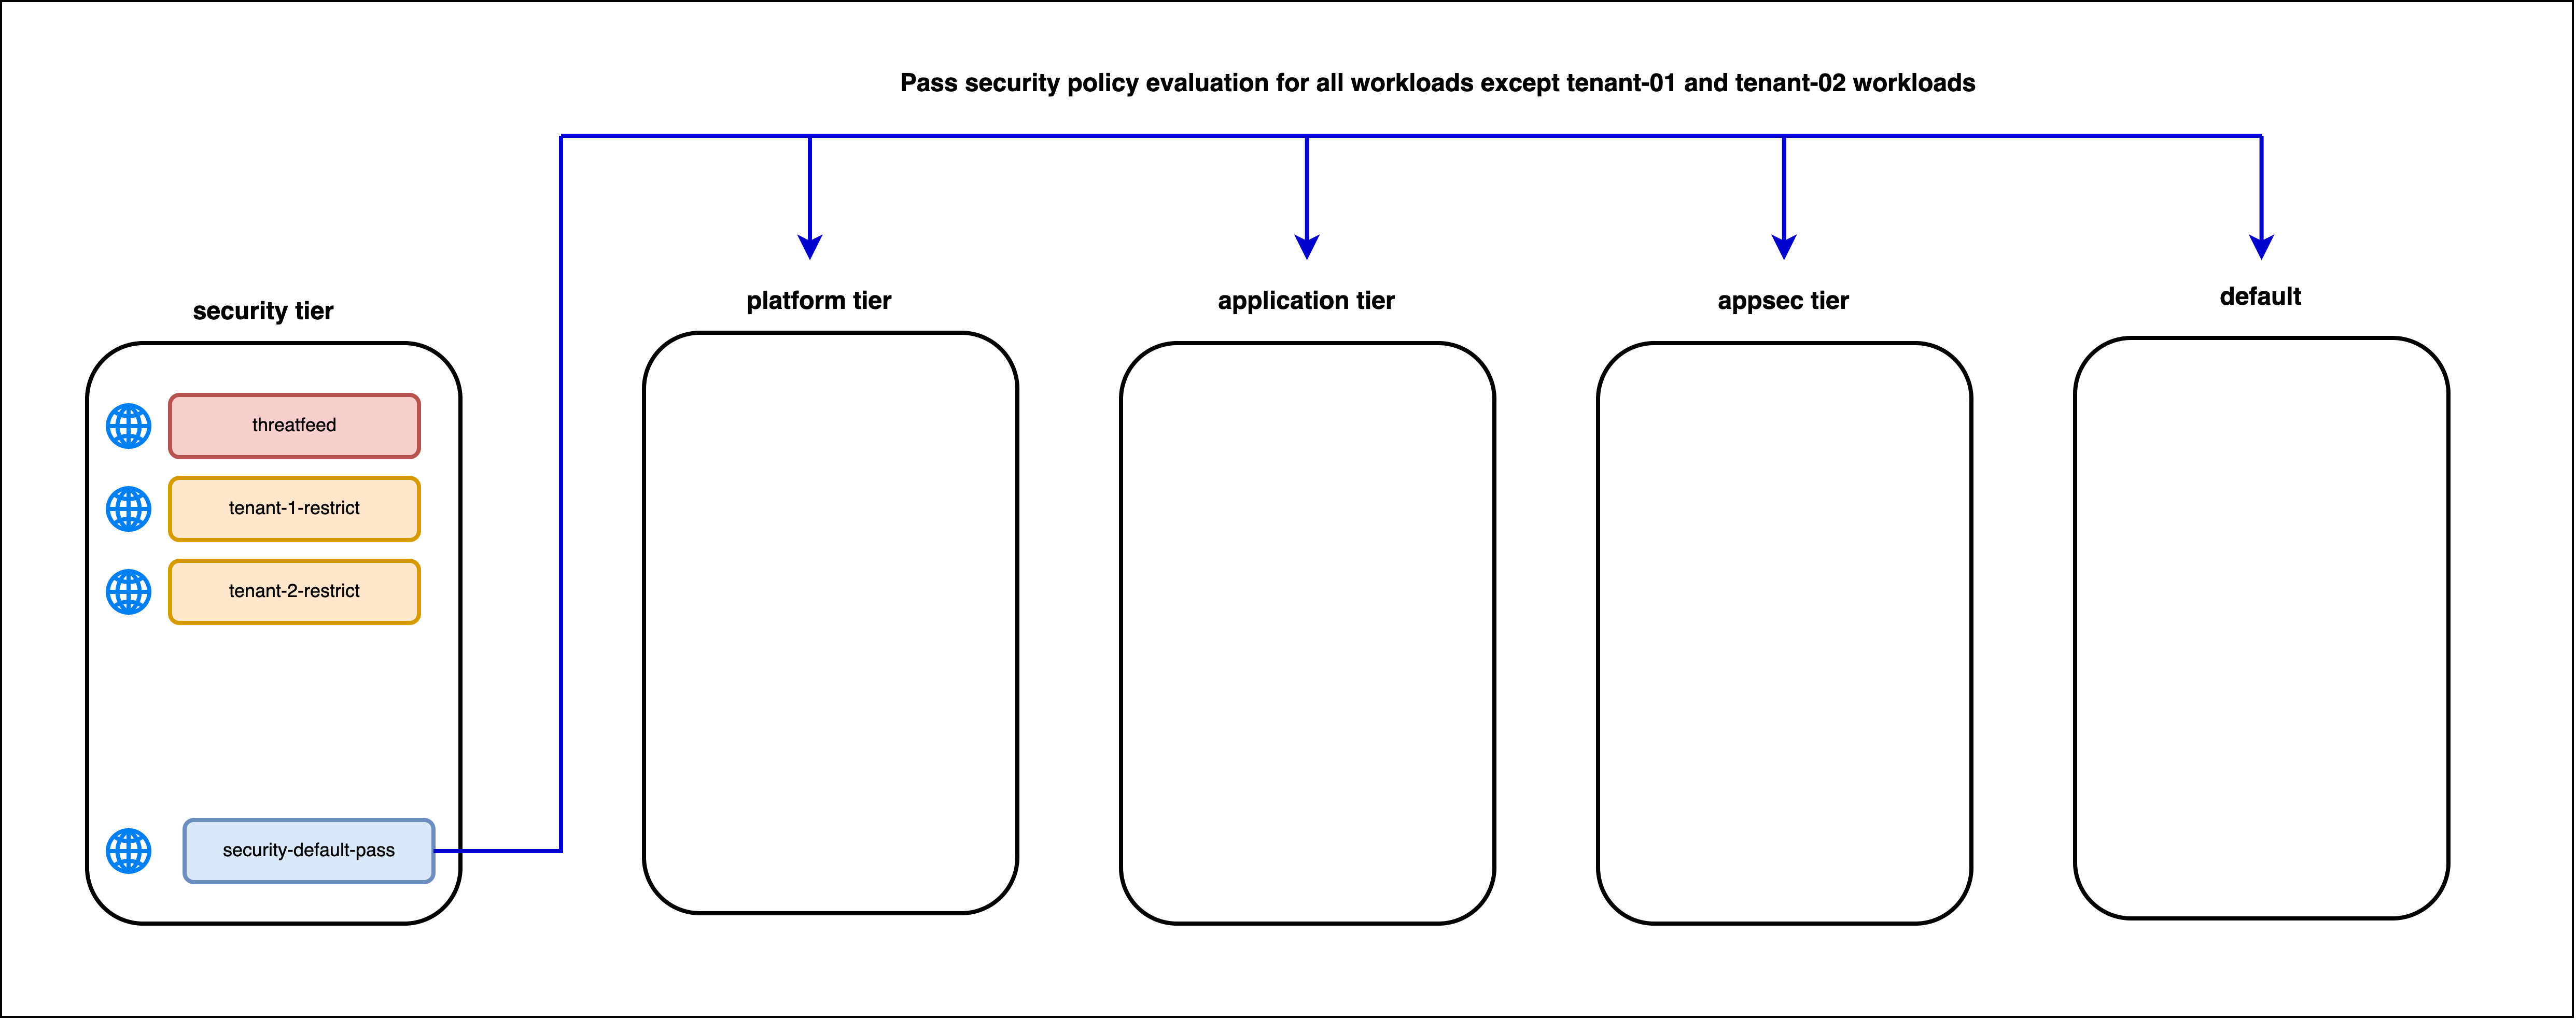 Pass security policy evaluation for all workloads except tenant-01 and tenant-02 workloads
security tier
platform tier
application tier
appsec tier
default
threatfeed
tenant-1-restrict
tenant-2-restrict
security-default-pass